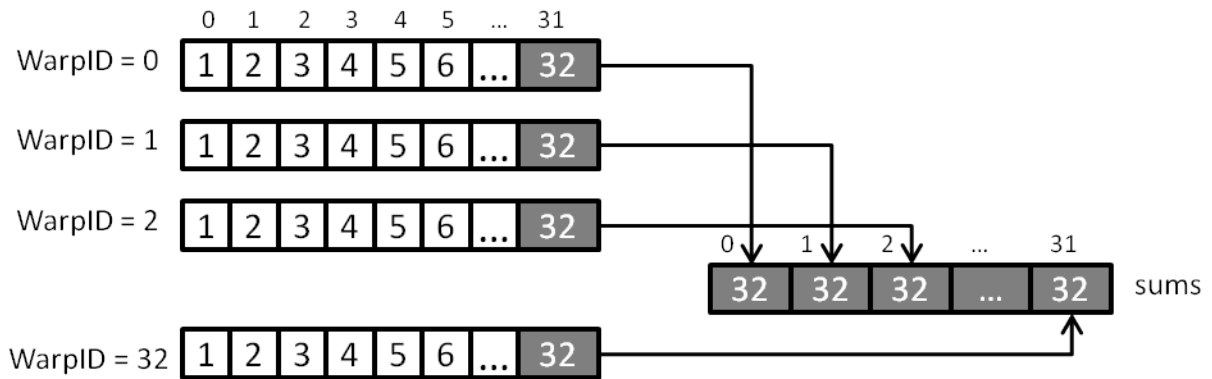 0 1 2 3 4 5 ... 31
WarpID = 0 1 2 3 4 5 6 ... 32
WarpID = 1 1 2 3 4 5 6 ... 32
WarpID = 2 1 2 3 4 5 6 ... 32
0 1 2 ... 31
32 32 32 ... 32 sums
WarpID = 32 1 2 3 4 5 6 ... 32